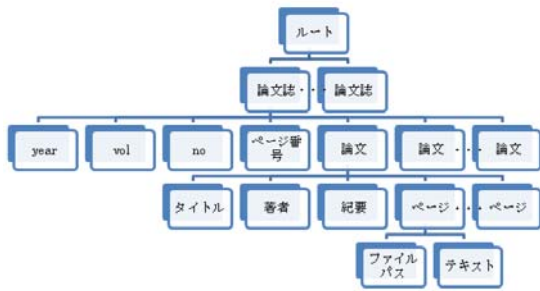 ルート
論文誌・・・論文誌
year vol no ページ番号 論文 論文・・・論文
タイトル 著者 紀要 ページ・・・ページ
ファイルパス テキスト